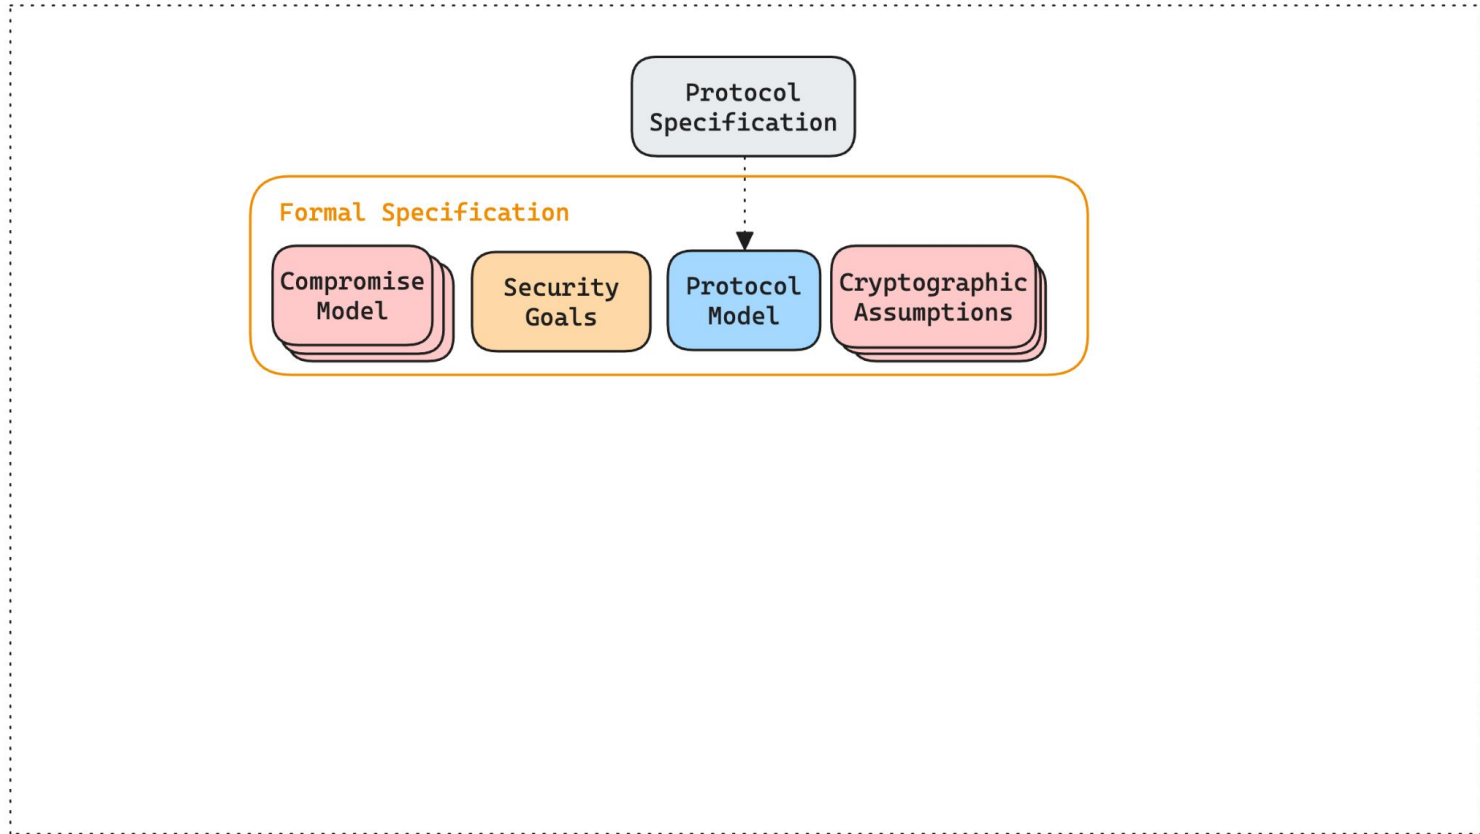 Protocol
Specification
Formal Specification
Compromise
Model
Security
Goals
Protocol
Model
Cryptographic
Assumptions